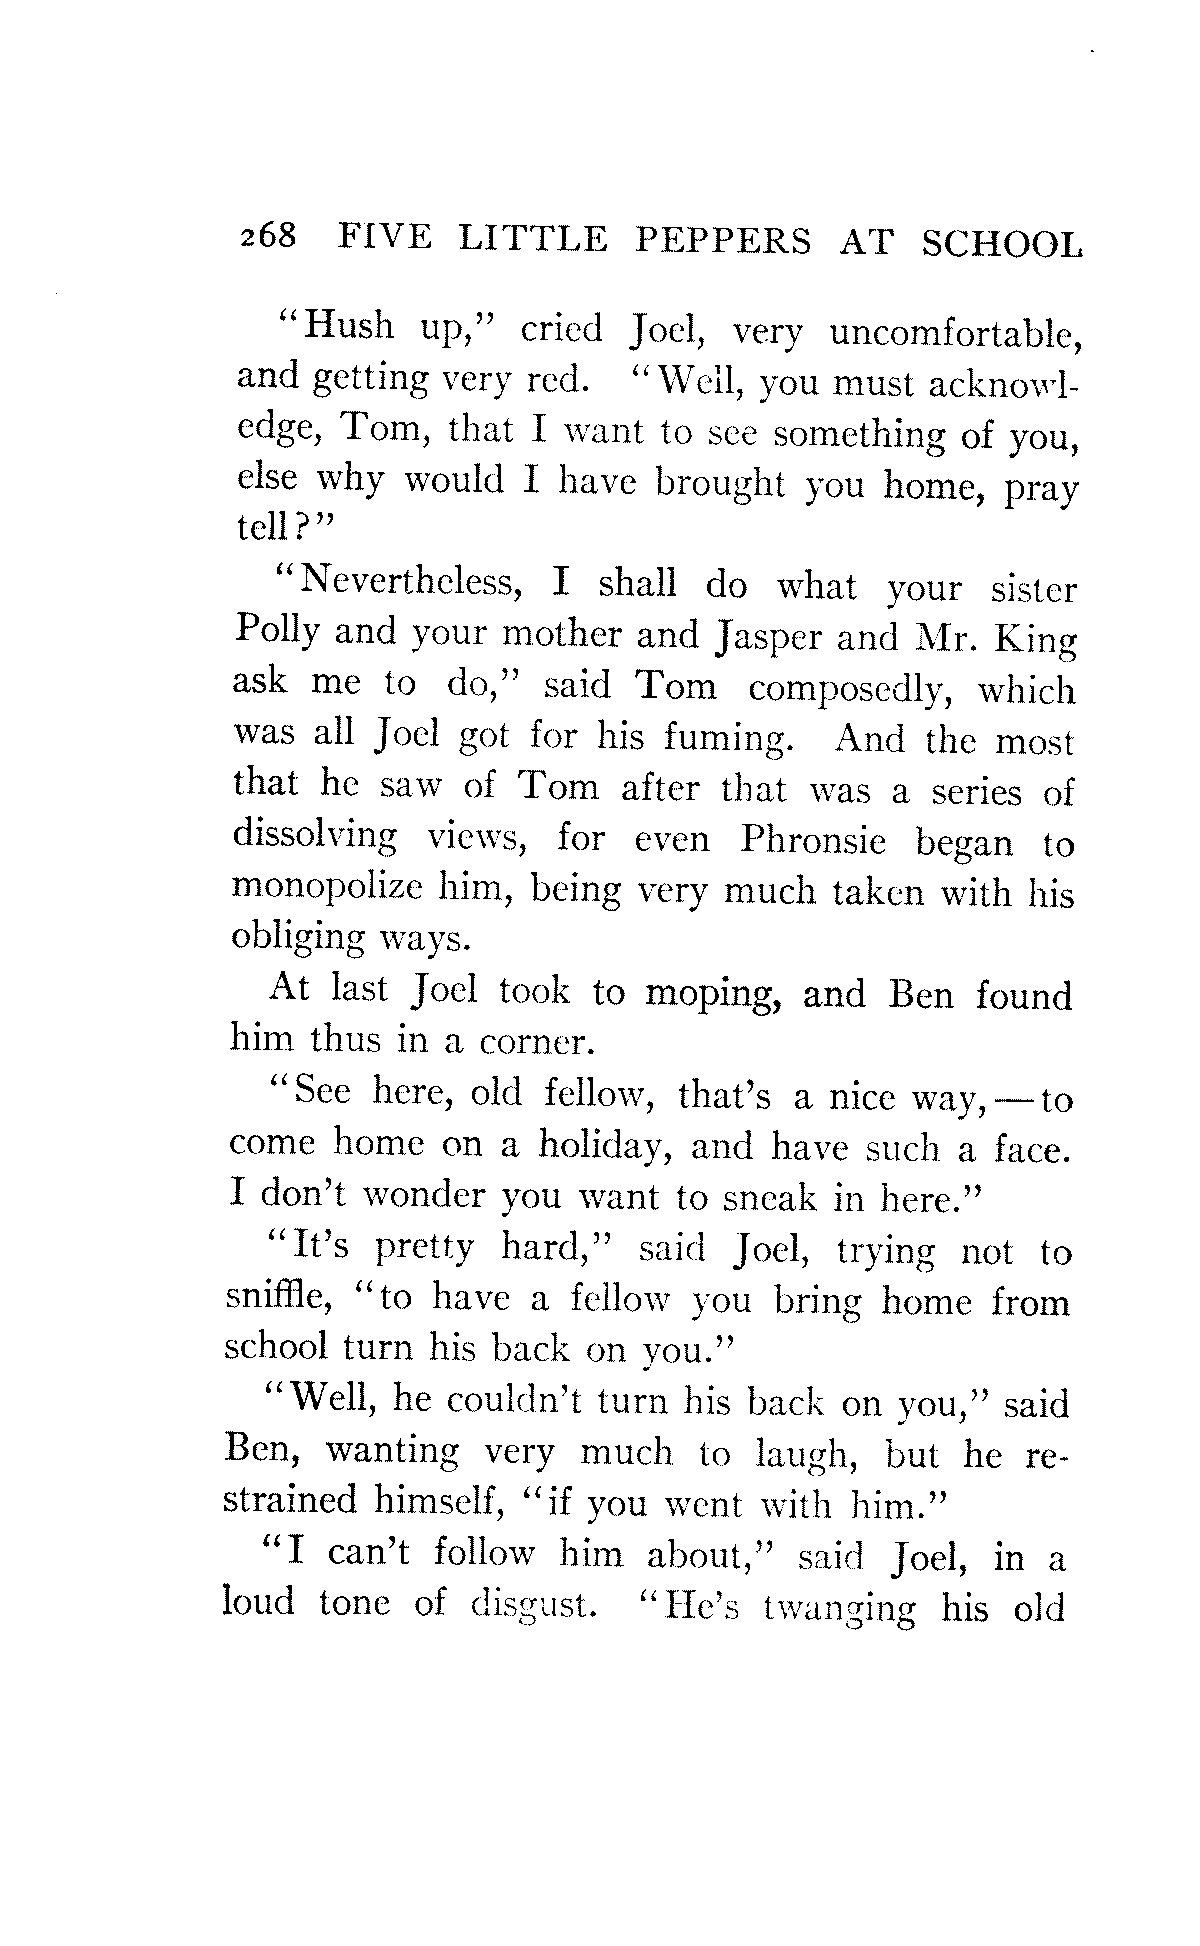 268 FIVE LITTLE PEPPERS AT SCHOOL
"Hush up," cried Joel, very uncomfortable,
and getting very red. "Well, you must acknowl-
edge, Tom, that I want to see something of you,
else why would I have brought you home, pray
tell?"
"Nevertheless, I shall do what your sister
Polly and your mother and Jasper and Mr. King
ask me to do," said Tom composedly, which
was all Joel got for his fuming. And the most
that he saw of Tom after that was a series of
dissolving views, for even Phronsie began to
monopolize him, being very much taken with his
obliging ways.
At last Joel took to moping, and Ben found
him thus in a corner.
"See here, old fellow, that's a nice way,—to
come home on a holiday, and have such a face.
I don't wonder you want to sneak in here."
"It's pretty hard," said Joel, trying not to
sniffle, "to have a fellow you bring home from
school turn his back on you."
"Well, he couldn't turn his back on you," said
Ben, wanting very much to laugh, but he re-
strained himself, "if you went with him."
"I can't follow him about," said Joel, in a
loud tone of disgust. "He's twanging his old